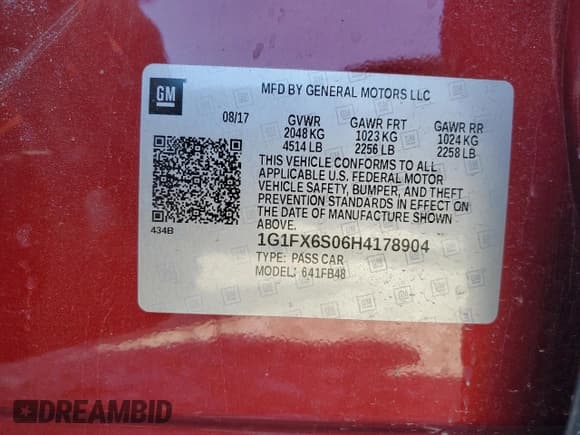 GM
MFD BY GENERAL MOTORS LLC
08/17
GVWR GAWR FRT GAWR RR
2048 KG 1023 KG 1024 KG
4514 LB 2256 LB 2258 LB
THIS VEHICLE CONFORMS TO ALL
APPLICABLE U.S. FEDERAL MOTOR
VEHICLE SAFETY, BUMPER, AND THEFT
PREVENTION STANDARDS IN EFFECT ON
THE DATE OF MANUFACTURE SHOWN
ABOVE.
434B
1G1FX6S06H4178904
TYPE: PASS CAR
MODEL: 641FB48
DREAMBID